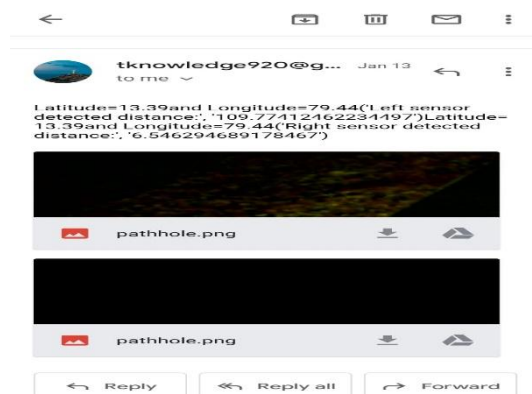 tknowledge920@g... Jan 13
to me
Latitude=13.39and Longitude=79.44('Left sensor
detected distance:', '109.77412462234497')Latitude=
13.39and Longitude=79.44('Right sensor detected
distance:', '6.546294689178467')
pathhole.png
pathhole.png
Reply Reply all Forward